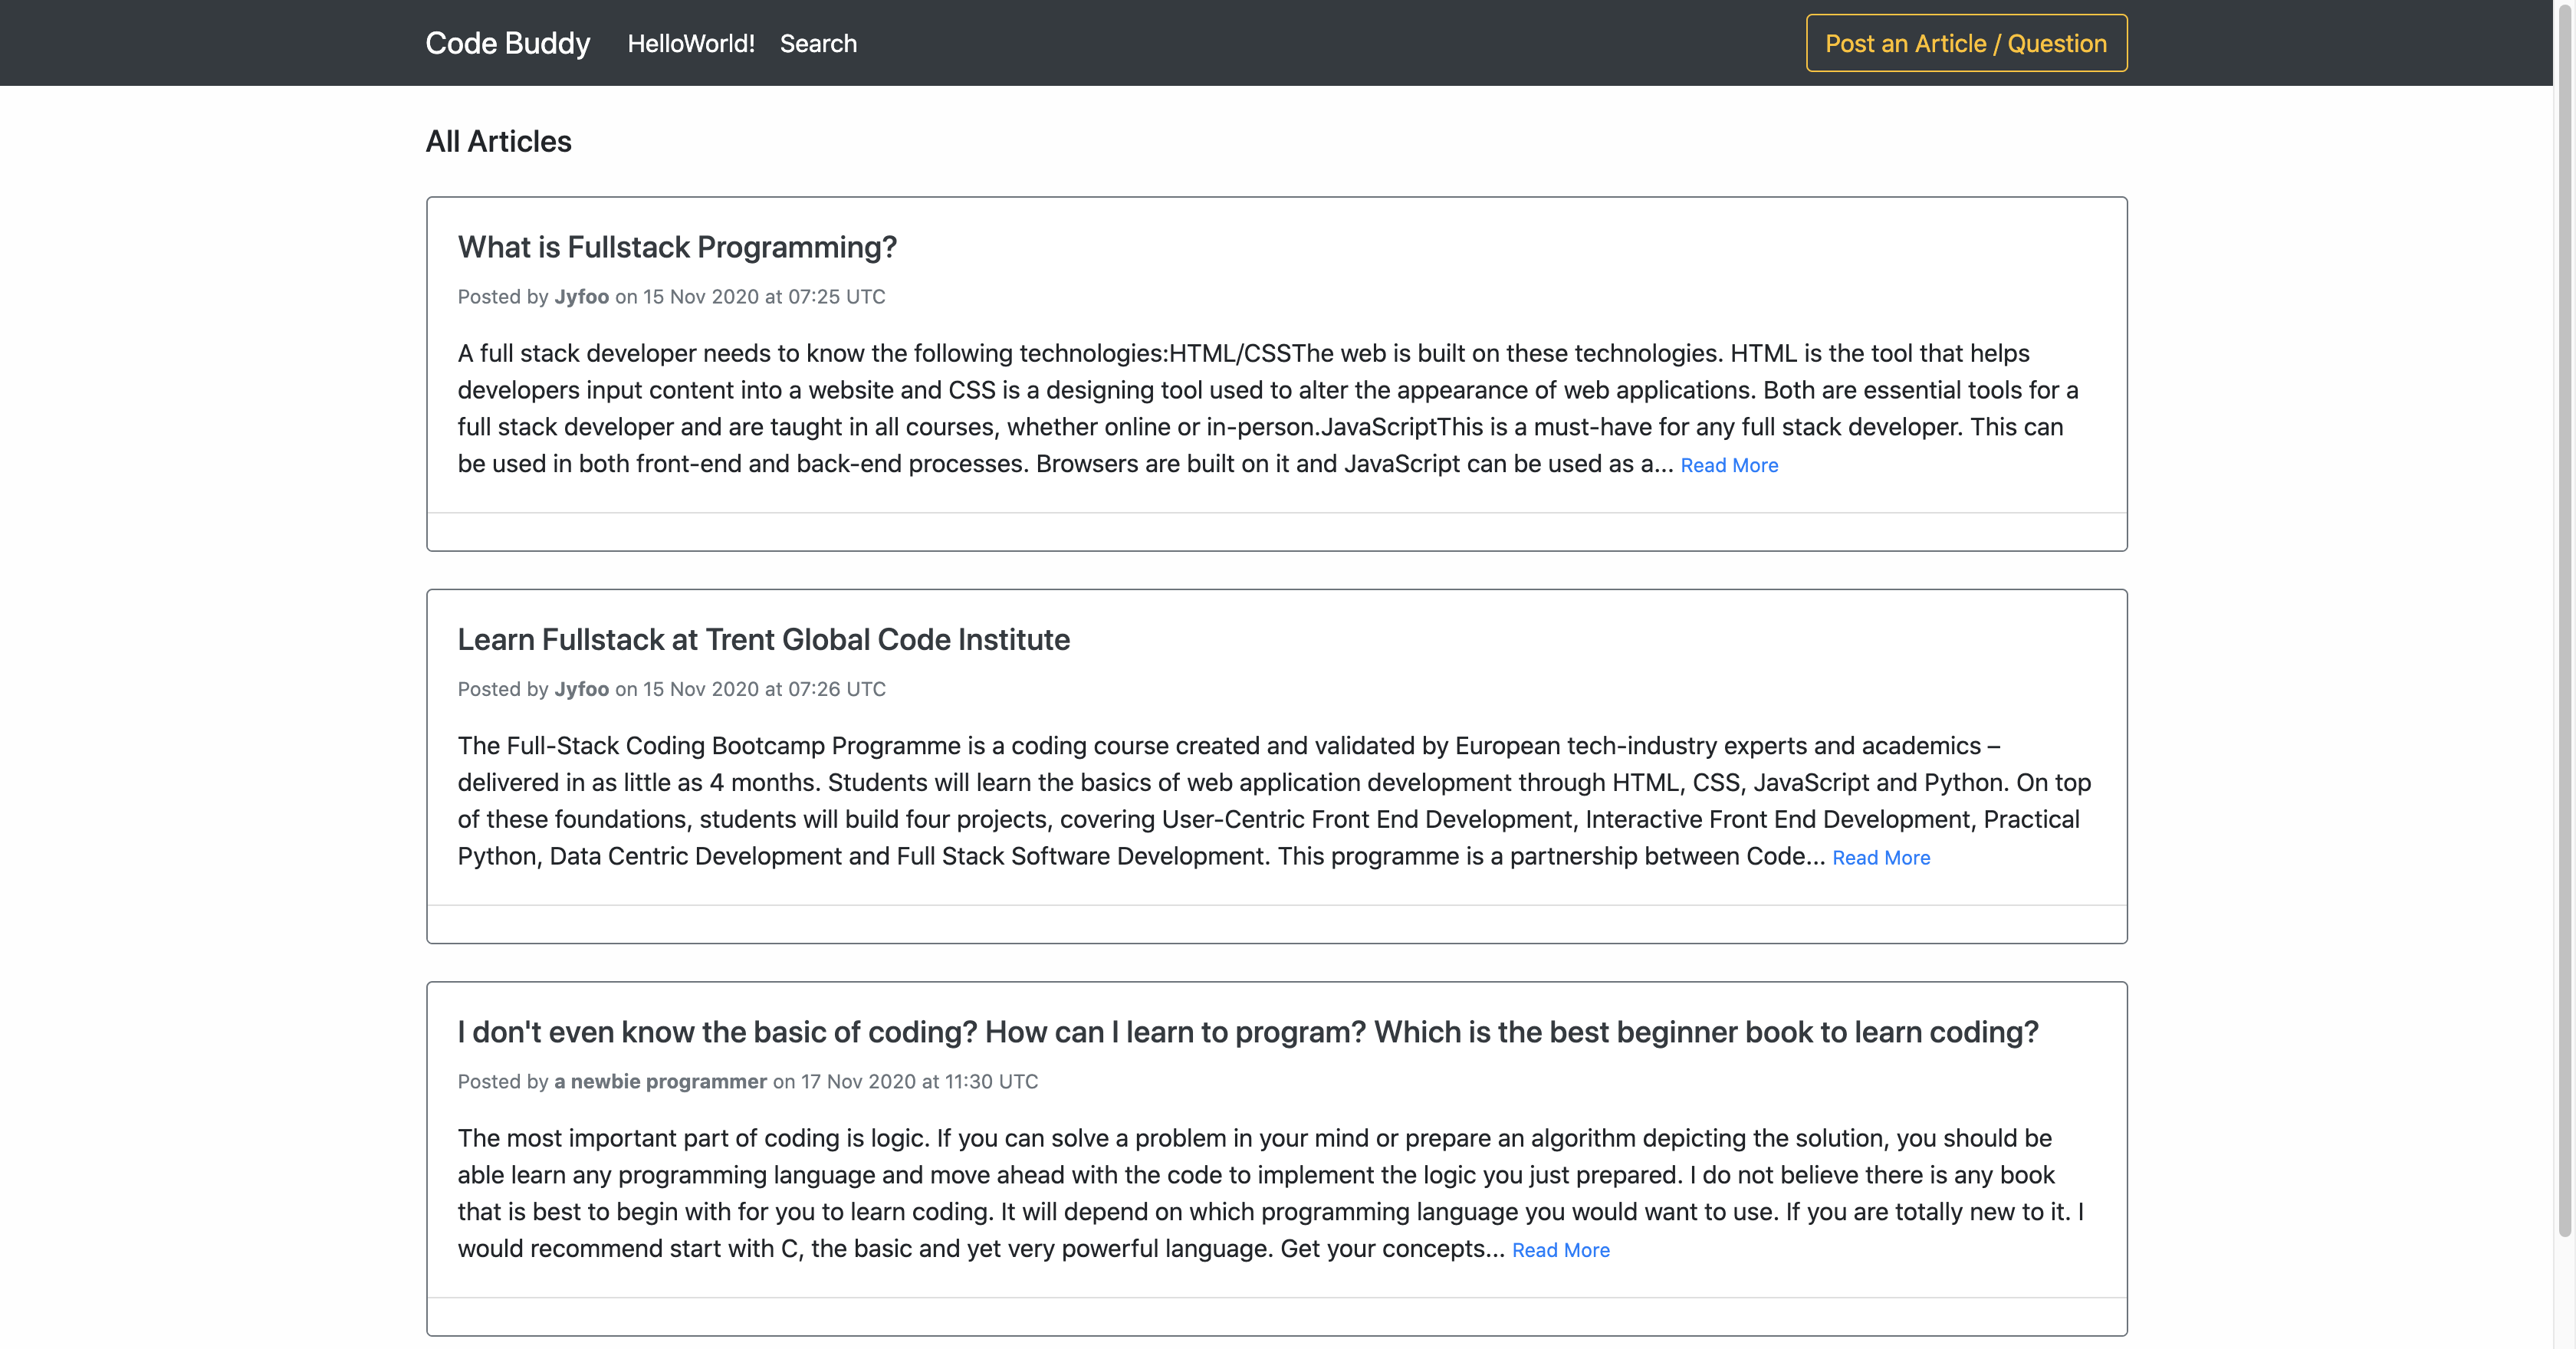 Code Buddy HelloWorld! Search Post an Article / Question
All Articles
What is Fullstack Programming?
Posted by Jyfoo on 15 Nov 2020 at 07:25 UTC
A full stack developer needs to know the following technologies:HTML/CSSThe web is built on these technologies. HTML is the tool that helps
developers input content into a website and CSS is a designing tool used to alter the appearance of web applications. Both are essential tools for a
full stack developer and are taught in all courses, whether online or in-person.JavaScriptThis is a must-have for any full stack developer. This can
be used in both front-end and back-end processes. Browsers are built on it and JavaScript can be used as a... Read More
Learn Fullstack at Trent Global Code Institute
Posted by Jyfoo on 15 Nov 2020 at 07:26 UTC
The Full-Stack Coding Bootcamp Programme is a coding course created and validated by European tech-industry experts and academics –
delivered in as little as 4 months. Students will learn the basics of web application development through HTML, CSS, JavaScript and Python. On top
of these foundations, students will build four projects, covering User-Centric Front End Development, Interactive Front End Development, Practical
Python, Data Centric Development and Full Stack Software Development. This programme is a partnership between Code... Read More
I don't even know the basic of coding? How can I learn to program? Which is the best beginner book to learn coding?
Posted by a newbie programmer on 17 Nov 2020 at 11:30 UTC
The most important part of coding is logic. If you can solve a problem in your mind or prepare an algorithm depicting the solution, you should be
able learn any programming language and move ahead with the code to implement the logic you just prepared. I do not believe there is any book
that is best to begin with for you to learn coding. It will depend on which programming language you would want to use. If you are totally new to it. I
would recommend start with C, the basic and yet very powerful language. Get your concepts... Read More